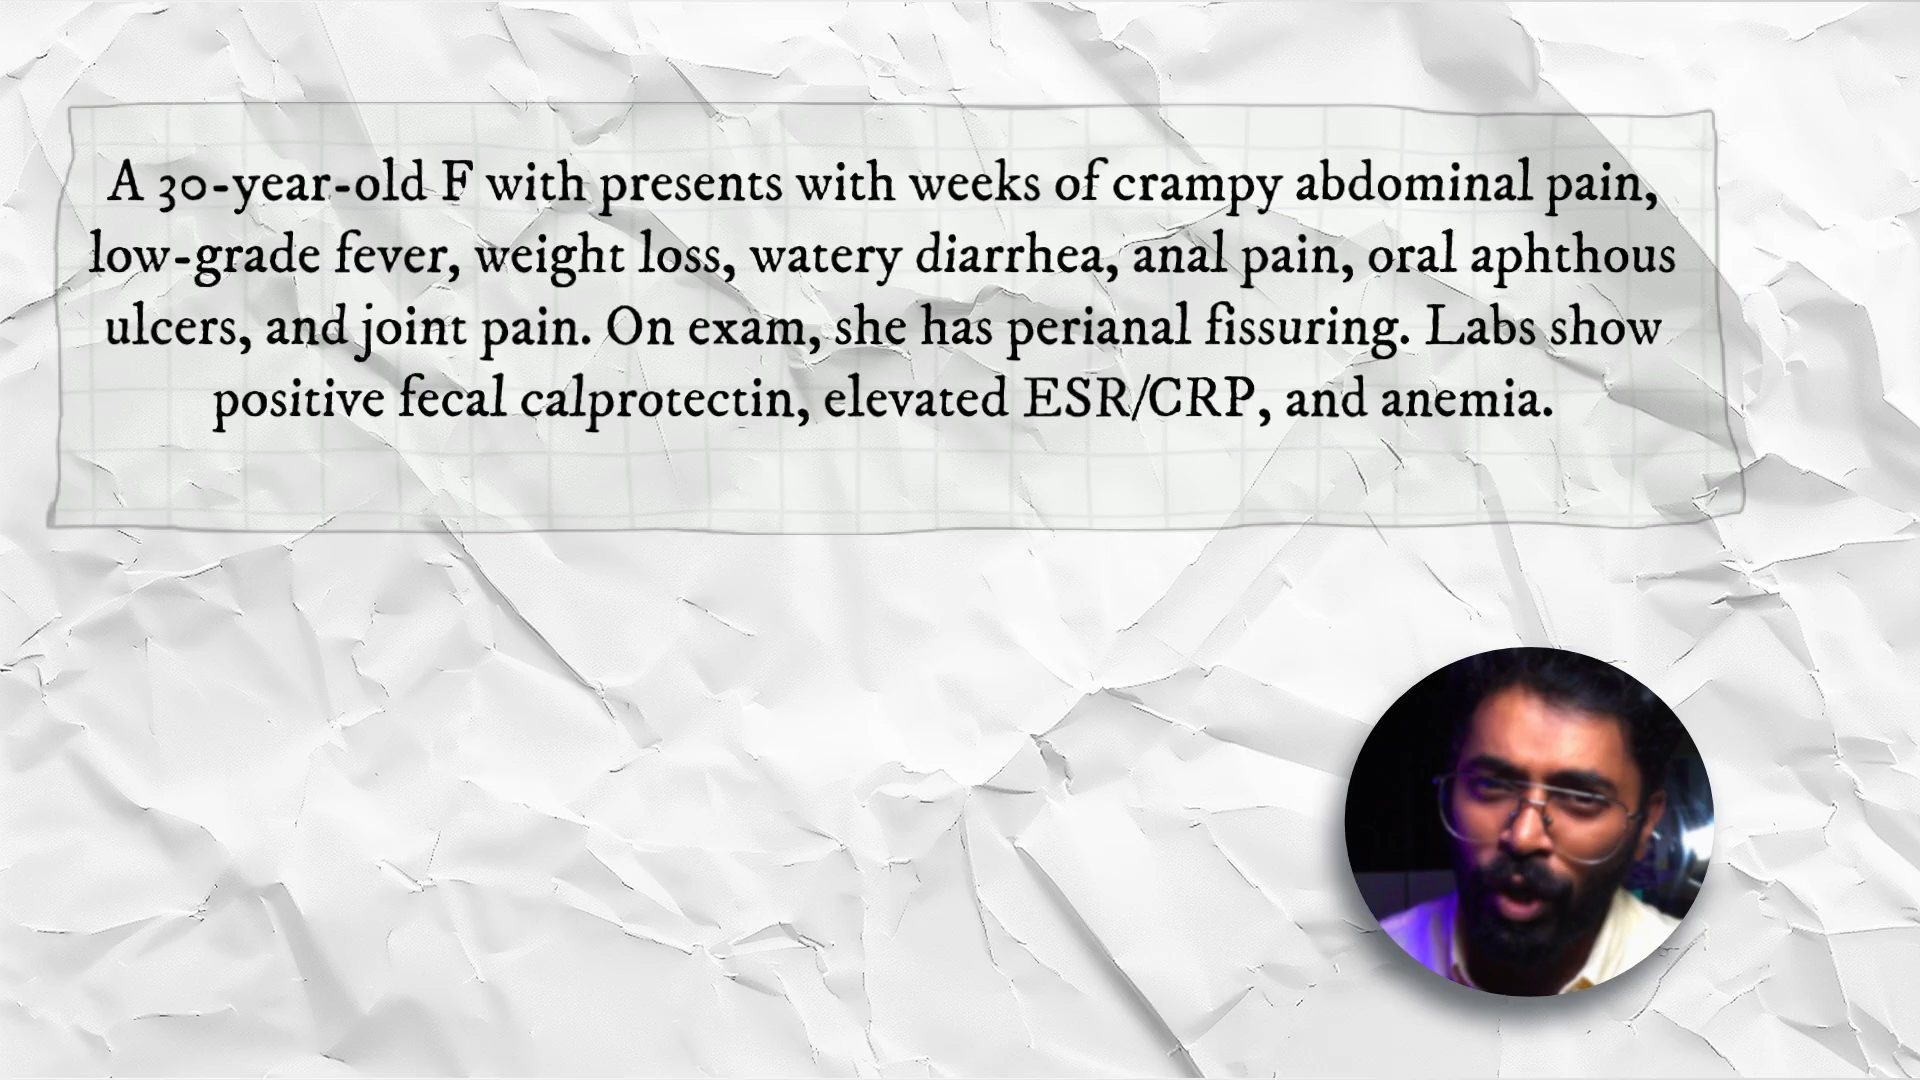 A 30-year-old F with presents with weeks of crampy abdominal pain,
low-grade fever, weight loss, watery diarrhea, anal pain, oral aphthous
ulcers, and joint pain. On exam, she has perianal fissuring. Labs show
positive fecal calprotectin, elevated ESR/CRP, and anemia.